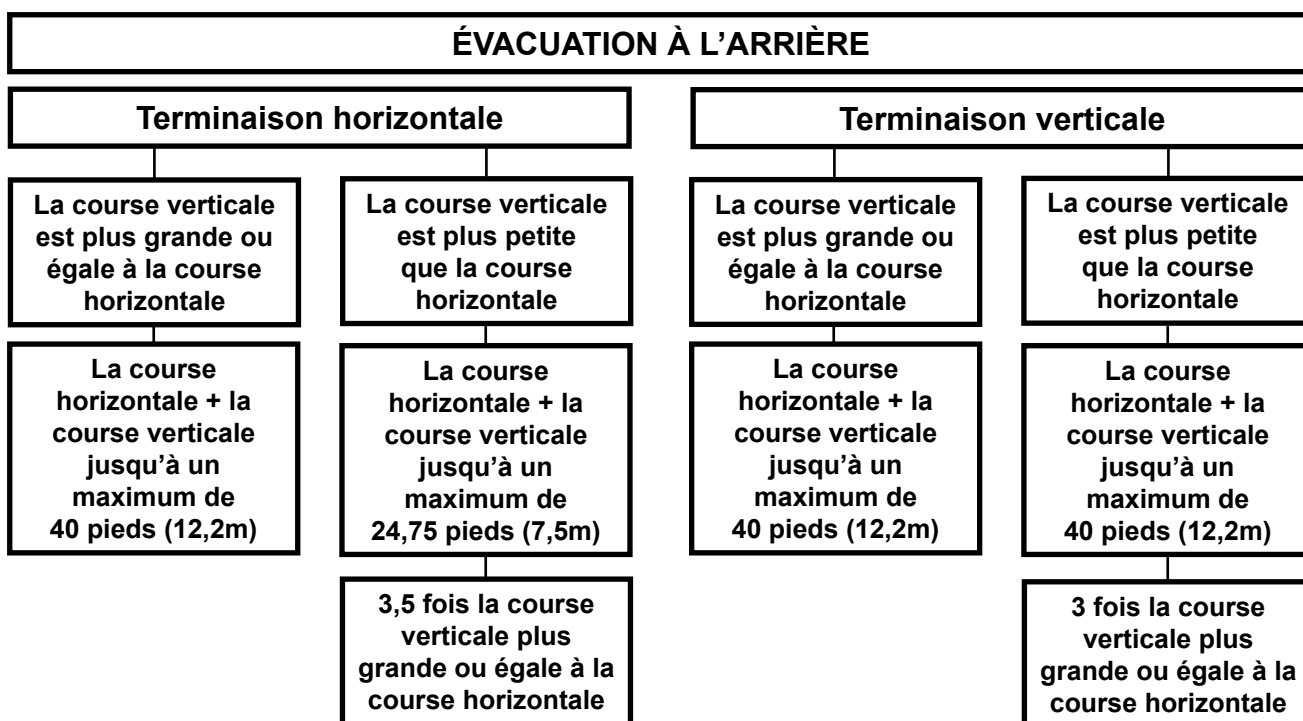 ÉVACUATION À L'ARRIÈRE
Terminaison horizontale
La course verticale
est plus grande ou
égale à la course
horizontale
La course
horizontale + la
course verticale
jusqu'à un
maximum de
40 pieds (12,2m)
La course verticale
est plus petite
que la course
horizontale
La course
horizontale + la
course verticale
jusqu'à un
maximum de
24,75 pieds (7,5m)
3,5 fois la course
verticale plus
grande ou égale à la
course horizontale
Terminaison verticale
La course verticale
est plus grande ou
égale à la course
horizontale
La course
horizontale + la
course verticale
jusqu'à un
maximum de
40 pieds (12,2m)
La course verticale
est plus petite
que la course
horizontale
La course
horizontale + la
course verticale
jusqu'à un
maximum de
40 pieds (12,2m)
3 fois la course
verticale plus
grande ou égale à la
course horizontale